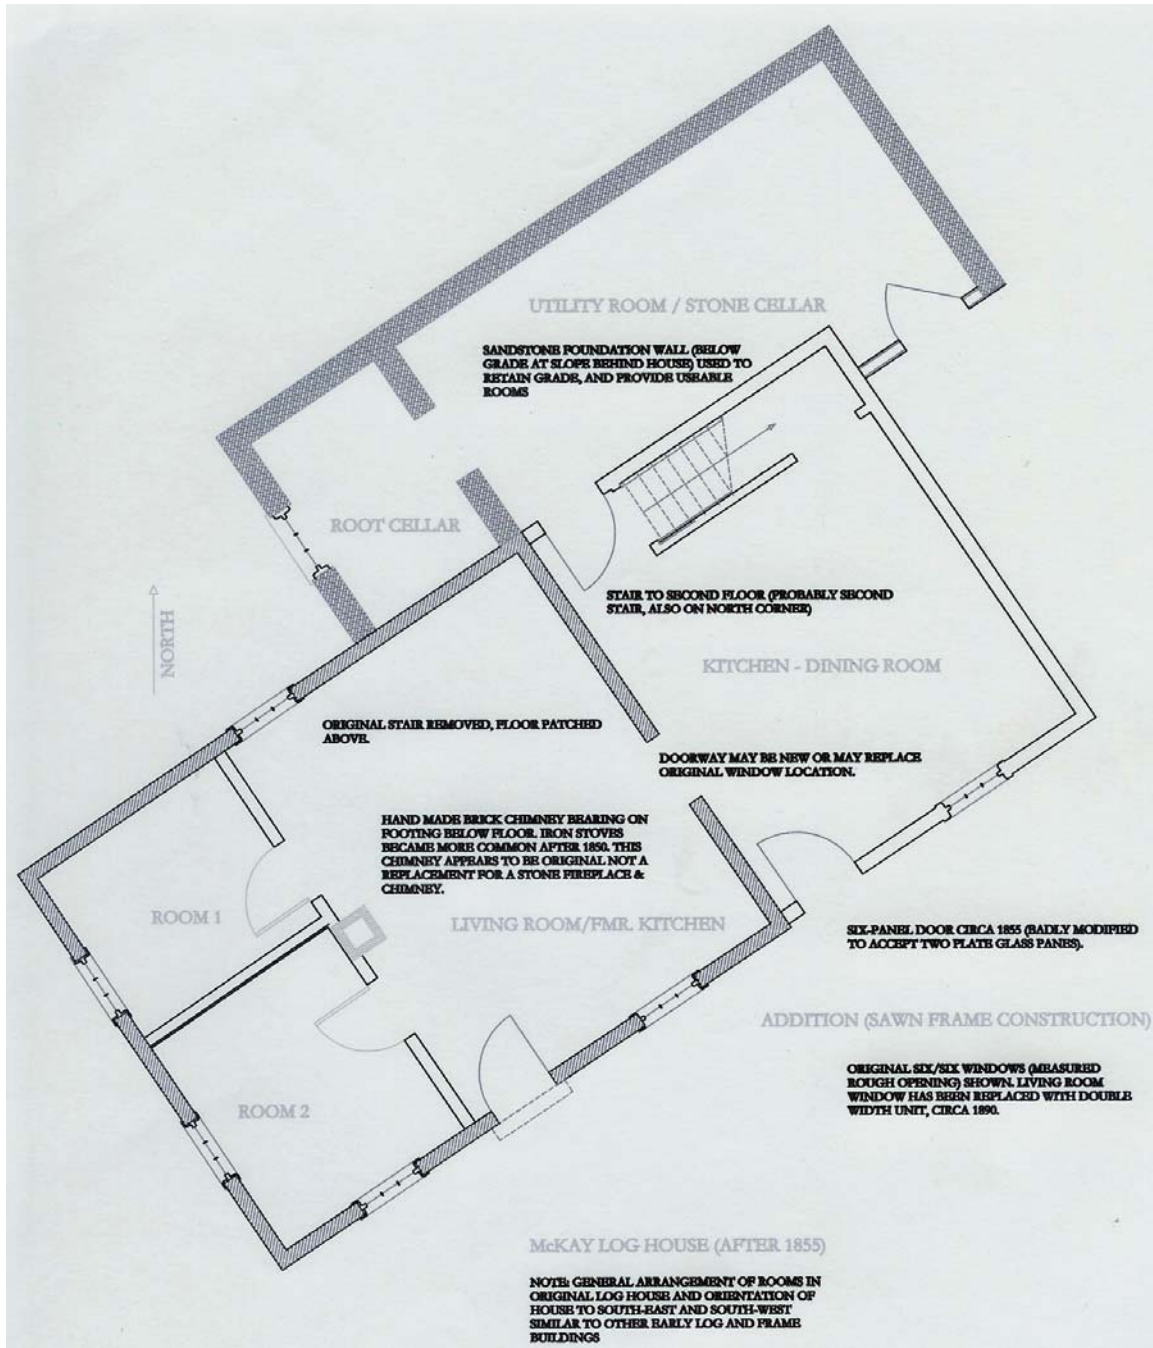 UTILITY ROOM / STONE CELLAR
SANDSTONE FOUNDATION WALL (BELOW
GRADE AT SLOPE BEHIND HOUSE) USED TO
RETAIN GRADE, AND PROVIDE USEABLE
ROOMS
ROOT CELLAR
NORTH
STAIR TO SECOND FLOOR (PROBABLY SECOND
STAIR, ALSO ON NORTH CORNER)
KITCHEN - DINING ROOM
ORIGINAL STAIR REMOVED, FLOOR PATCHED
ABOVE.
DOORWAY MAY BE NEW OR MAY REPLACE
ORIGINAL WINDOW LOCATION.
HAND MADE BRICK CHIMNEY BEARING ON
FOOTING BELOW FLOOR. IRON STOVES
BECAME MORE COMMON AFTER 1850. THIS
CHIMNEY APPEARS TO BE ORIGINAL NOT A
REPLACEMENT FOR A STONE FIREPLACE &
CHIMNEY.
ROOM 1
LIVING ROOM/FMR. KITCHEN
SIX-PANEL DOOR CIRCA 1855 (BADLY MODIFIED
TO ACCEPT TWO PLATE GLASS PANES).
ADDITION (SAWN FRAME CONSTRUCTION)
ORIGINAL SIX/SIX WINDOWS (MEASURED
ROUGH OPENING) SHOWN. LIVING ROOM
WINDOW HAS BEEN REPLACED WITH DOUBLE
WIDTH UNIT, CIRCA 1890.
ROOM 2
McKAY LOG HOUSE (AFTER 1855)
NOTE: GENERAL ARRANGEMENT OF ROOMS IN
ORIGINAL LOG HOUSE AND ORIENTATION OF
HOUSE TO SOUTH-EAST AND SOUTH-WEST
SIMILAR TO OTHER EARLY LOG AND FRAME
BUILDINGS